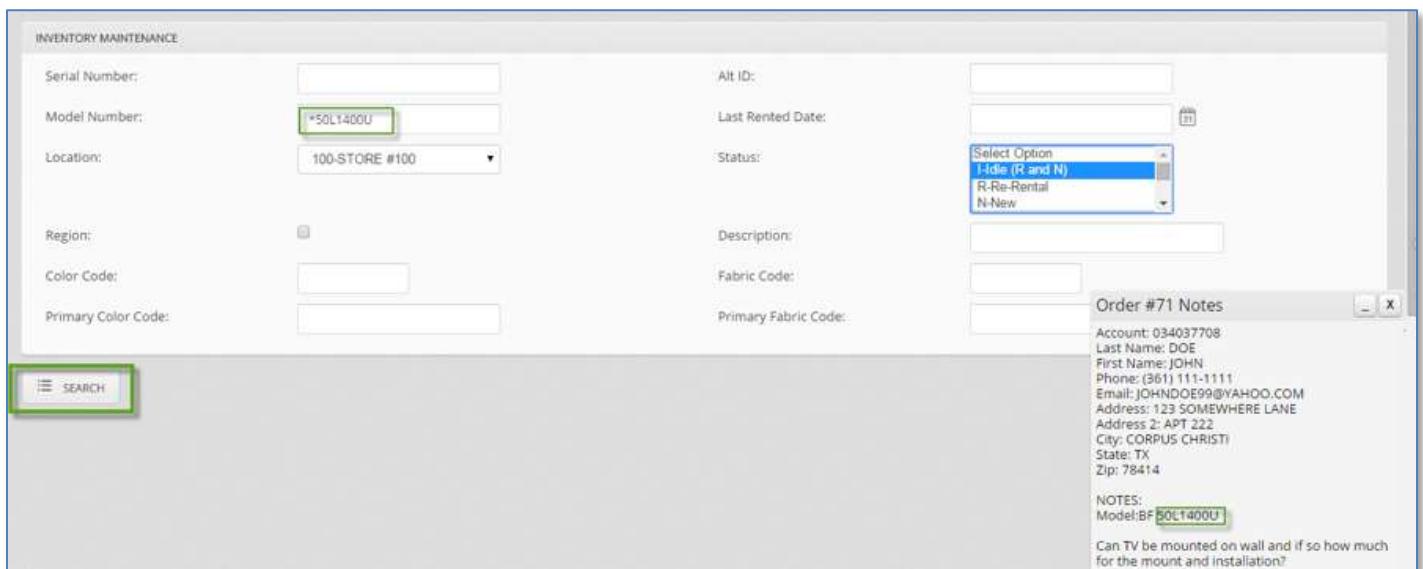 INVENTORY MAINTENANCE
Serial Number:
Alt ID:
Model Number:
*50L1400U
Last Rented Date:
31
Location:
100-STORE #100
Status:
Select Option
I-Idle (R and N)
R-Re-Rental
N-New
Region:
Description:
Color Code:
Fabric Code:
Primary Color Code:
Primary Fabric Code:
SEARCH
Order #71 Notes
_ X
Account: 034037708
Last Name: DOE
First Name: JOHN
Phone: (361) 111-1111
Email: JOHNDOE99@YAHOO.COM
Address: 123 SOMEWHERE LANE
Address 2: APT 222
City: CORPUS CHRISTI
State: TX
Zip: 78414
NOTES:
Model:BF 50L1400U
Can TV be mounted on wall and if so how much
for the mount and installation?